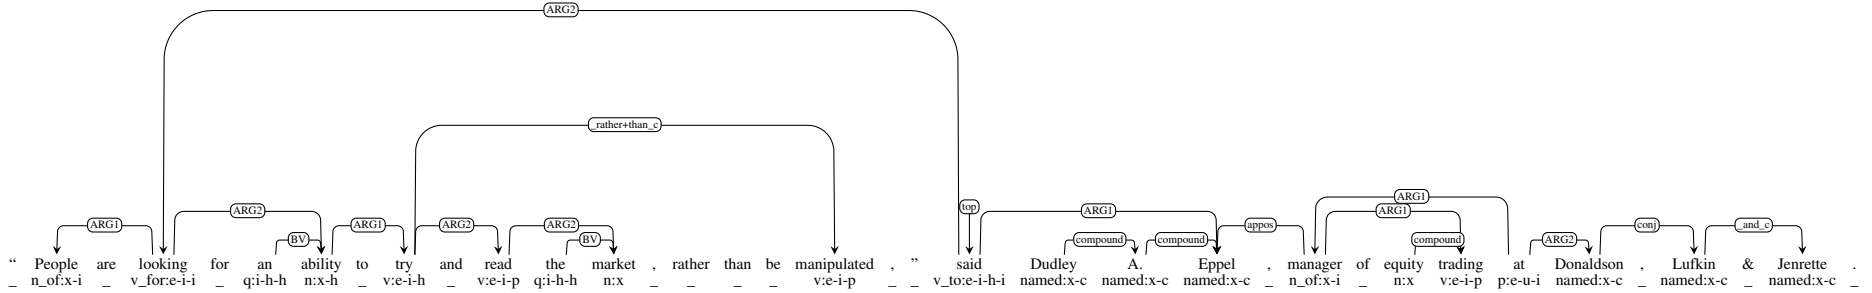 ARG2
_rather+than_c
ARG1
top
ARG2 ARG1 ARG1
ARG1 ARG1 ARG2 ARG2 appos conj _and_c
BV BV compound compound compound ARG2
“ People are looking for an ability to try and read the market , rather than be manipulated , ” said Dudley A. Eppel , manager of equity trading at Donaldson , Lufkin & Jenrette .
_ n_of:x-i _ v_for:e-i-i _ q:i-h-h n:x-h _ v:e-i-h _ v:e-i-p q:i-h-h n:x _ _ _ _ v:e-i-p _ _ v_to:e-i-h-i named:x-c named:x-c named:x-c _ n_of:x-i _ n:x v:e-i-p p:e-u-i named:x-c _ named:x-c _ named:x-c _